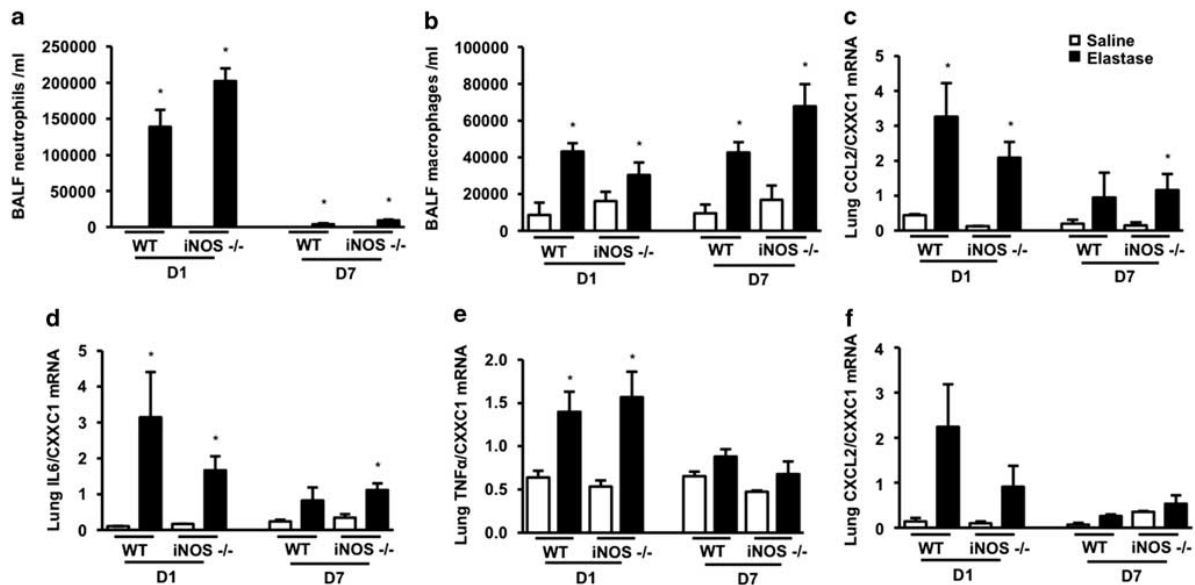 a
BALF neutrophils /ml
250000
200000
150000
100000
50000
0
*
*
*
*
WT
iNOS -/-
WT
iNOS -/-
D1
D7
b
BALF macrophages /ml
100000
80000
60000
40000
20000
0
*
*
*
*
WT
iNOS -/-
WT
iNOS -/-
D1
D7
c
Lung CCL2/CXXC1 mRNA
5
4
3
2
1
0
Saline
Elastase
*
*
*
WT
iNOS -/-
WT
iNOS -/-
D1
D7
d
Lung IL6/CXXC1 mRNA
5
4
3
2
1
0
*
*
*
WT
iNOS -/-
WT
iNOS -/-
D1
D7
e
Lung TNFα/CXXC1 mRNA
2.0
1.5
1.0
0.5
0.0
*
*
WT
iNOS -/-
WT
iNOS -/-
D1
D7
f
Lung CXCL2/CXXC1 mRNA
4
3
2
1
0
WT
iNOS -/-
WT
iNOS -/-
D1
D7